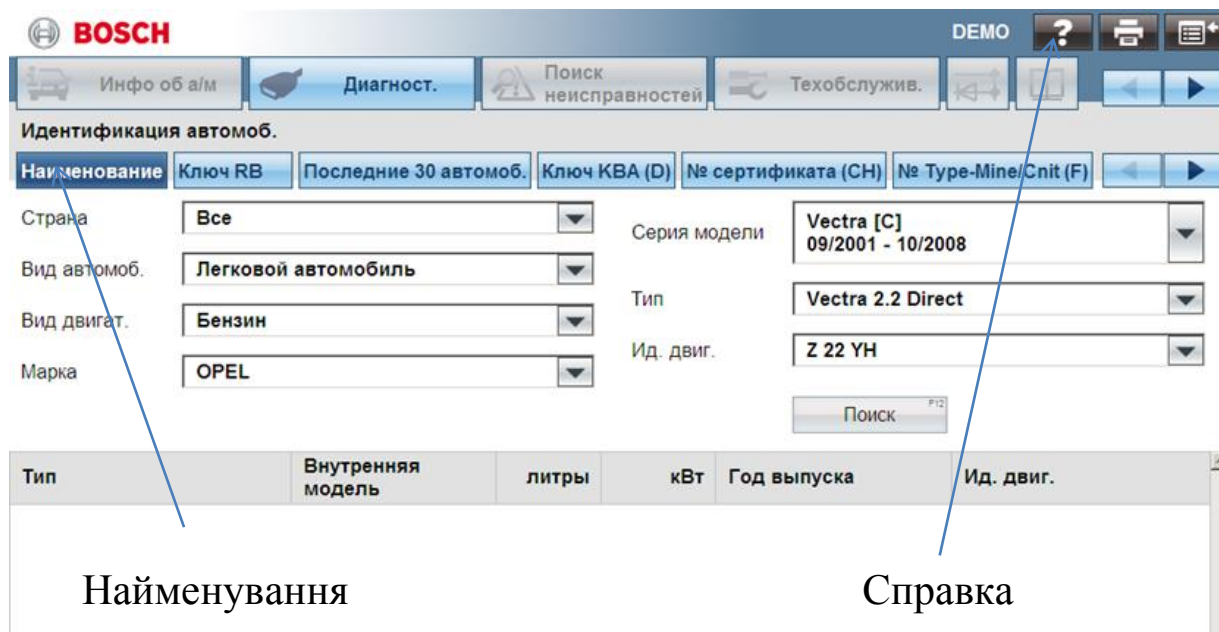 BOSCH
DEMO
?
Инфо об а/м
Диагност.
Поиск
неисправностей
Техобслужив.
Идентификация автомоб.
Наименование
Ключ RB
Последние 30 автомоб.
Ключ KBA (D)
№ сертификата (CH)
№ Type-Mine/Cnit (F)
Страна
Все
Вид автомоб.
Легковой автомобиль
Вид двигат.
Бензин
Марка
OPEL
Серия модели
Vectra [C]
09/2001 - 10/2008
Тип
Vectra 2.2 Direct
Ид. двиг.
Z 22 YH
Поиск
F12
Тип
Внутренняя
модель
литры
кВт
Год выпуска
Ид. двиг.
Найменування
Справка